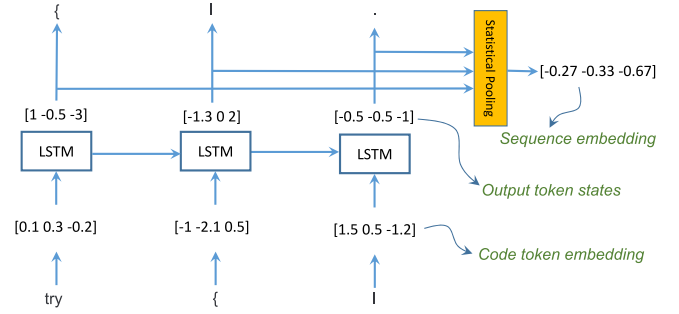 { I .
Statistical Pooling
[-0.27 -0.33 -0.67]
[1 -0.5 -3] [-1.3 0 2] [-0.5 -0.5 -1]
Sequence embedding
LSTM LSTM LSTM
Output token states
[0.1 0.3 -0.2] [-1 -2.1 0.5] [1.5 0.5 -1.2]
Code token embedding
try { I